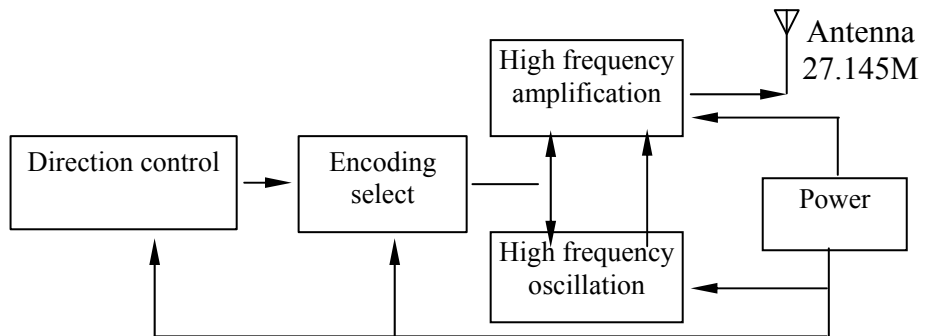 High frequency
amplification
Antenna
27.145M
Direction control
Encoding
select
Power
High frequency
oscillation